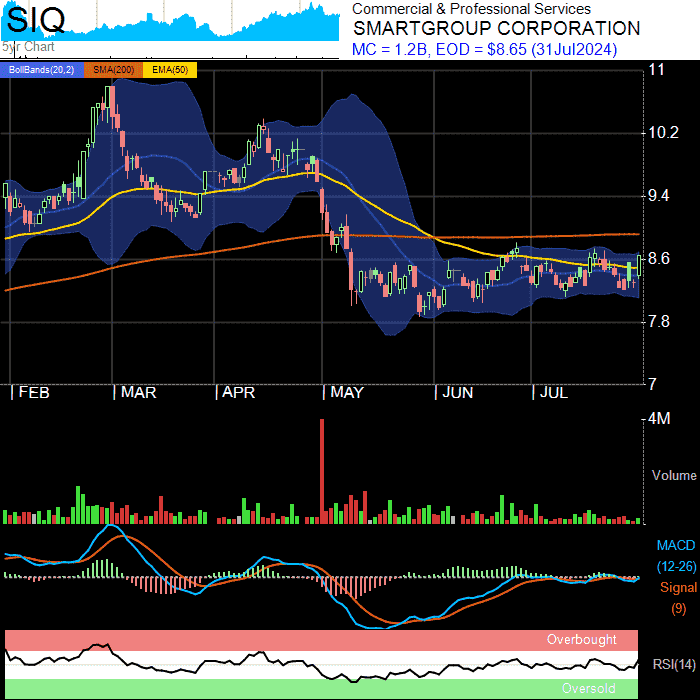 SIQ
5yr Chart
Commercial & Professional Services
SMARTGROUP CORPORATION
MC = 1.2B, EOD = $8.65 (31Jul2024)
BollBands(20,2) SMA(200) EMA(50)
11
10.2
9.4
8.6
7.8
7
FEB MAR APR MAY JUN JUL
4M
Volume
MACD
(12-26)
Signal
(9)
Overbought
RSI(14)
Oversold